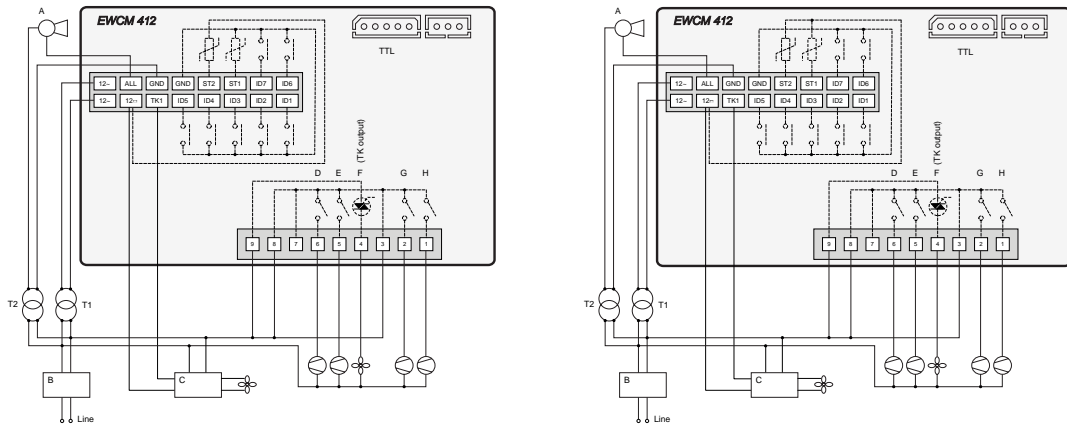 A
EWCM 412
TTL
12~ ALL GND GND ST2 ST1 ID7 ID6
12~ 12⎓ TK1 ID5 ID4 ID3 ID2 ID1
(TK output)
D E F G H
9 8 7 6 5 4 3 2 1
T2 T1
B C
Line
A
EWCM 412
TTL
12~ ALL GND GND ST2 ST1 ID7 ID6
12~ 12⎓ TK1 ID5 ID4 ID3 ID2 ID1
(TK output)
D E F G H
9 8 7 6 5 4 3 2 1
T2 T1
B C
Line